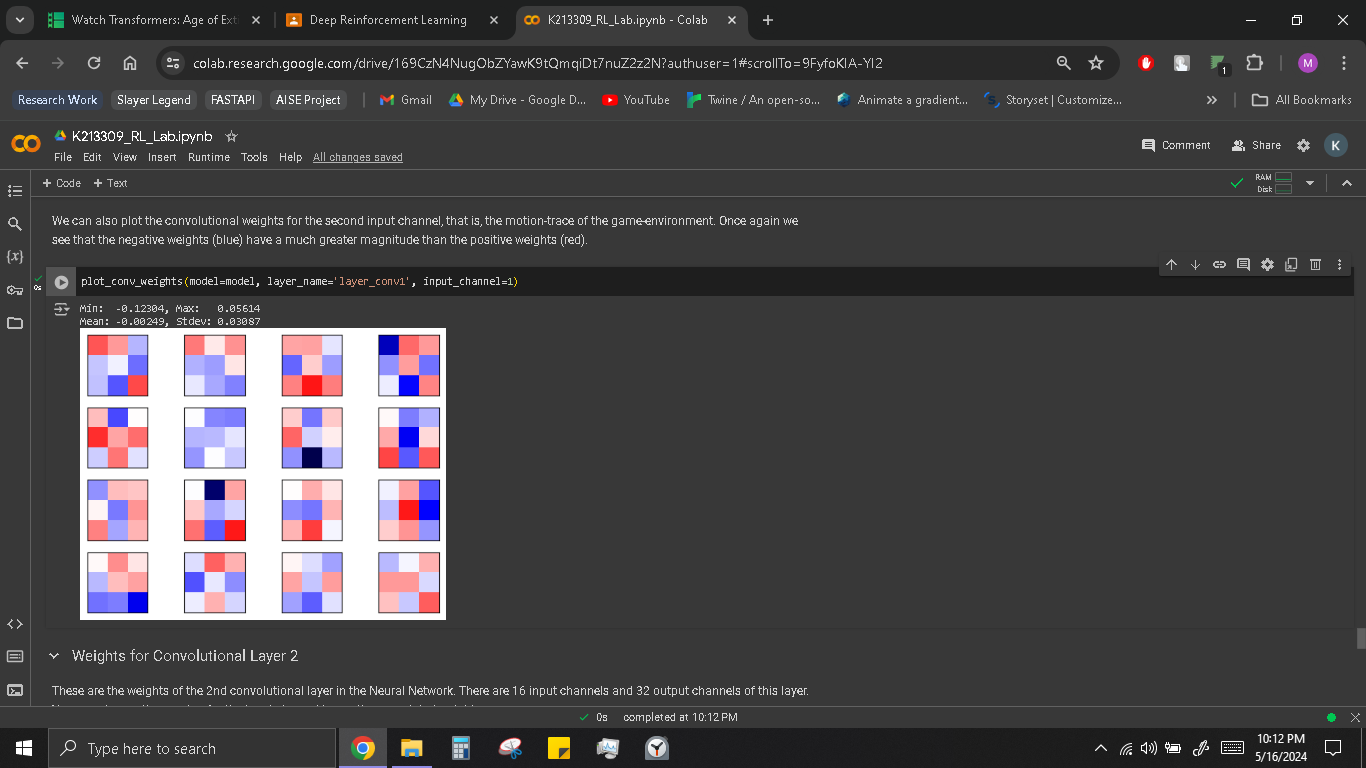 Watch Transformers: Age of Ext
Deep Reinforcement Learning
K213309_RL_Lab.ipynb - Colab
colab.research.google.com/drive/169CzN4NugObZYawK9tQmqiDt7nuZ2z2N?authuser=1#scrollTo=9FyfoKIA-YI2
1
M
Research Work
Slayer Legend
FASTAPI
AISE Project
Gmail
My Drive - Google D...
YouTube
Twine / An open-so...
Animate a gradient...
Storyset | Customize...
All Bookmarks
K213309_RL_Lab.ipynb
File Edit View Insert Runtime Tools Help All changes saved
Comment
Share
K
+ Code + Text
RAM
Disk
We can also plot the convolutional weights for the second input channel, that is, the motion-trace of the game-environment. Once again we
see that the negative weights (blue) have a much greater magnitude than the positive weights (red).
0s
plot_conv_weights(model=model, layer_name='layer_conv1', input_channel=1)
Min: -0.12304, Max: 0.05614
Mean: -0.00249, Stdev: 0.03087
Weights for Convolutional Layer 2
These are the weights of the 2nd convolutional layer in the Neural Network. There are 16 input channels and 32 output channels of this layer.
0s completed at 10:12 PM
Type here to search
10:12 PM
5/16/2024